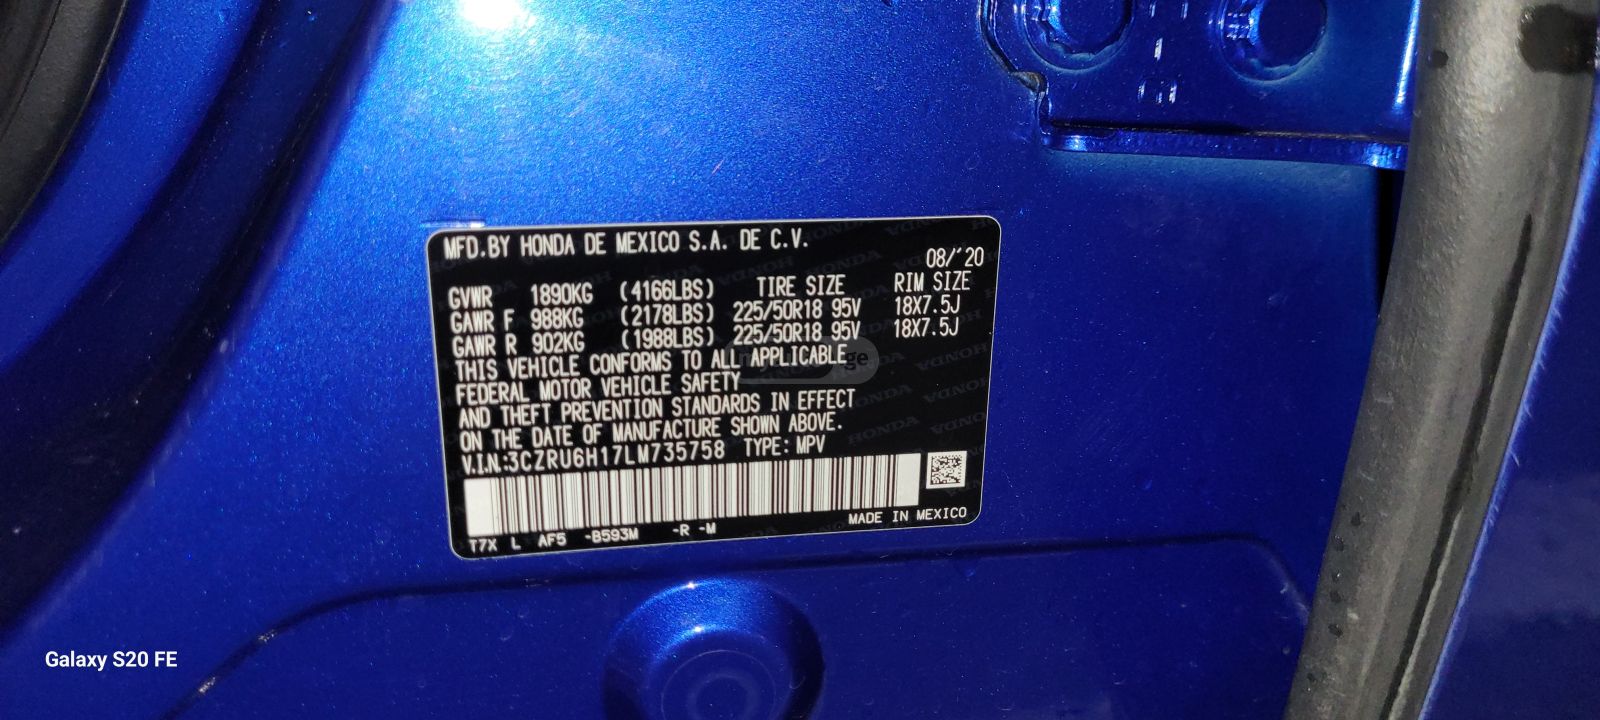 MFD.BY HONDA DE MEXICO S.A. DE C.V.
08/'20
GVWR 1890KG (4166LBS) TIRE SIZE RIM SIZE
GAWR F 988KG (2178LBS) 225/50R18 95V 18X7.5J
GAWR R 902KG (1988LBS) 225/50R18 95V 18X7.5J
THIS VEHICLE CONFORMS TO ALL APPLICABLE
FEDERAL MOTOR VEHICLE SAFETY
AND THEFT PREVENTION STANDARDS IN EFFECT
ON THE DATE OF MANUFACTURE SHOWN ABOVE.
V.I.N.:3CZRU6H17LM735758 TYPE: MPV
T7X L AF5 -B593M -R -M MADE IN MEXICO
Galaxy S20 FE